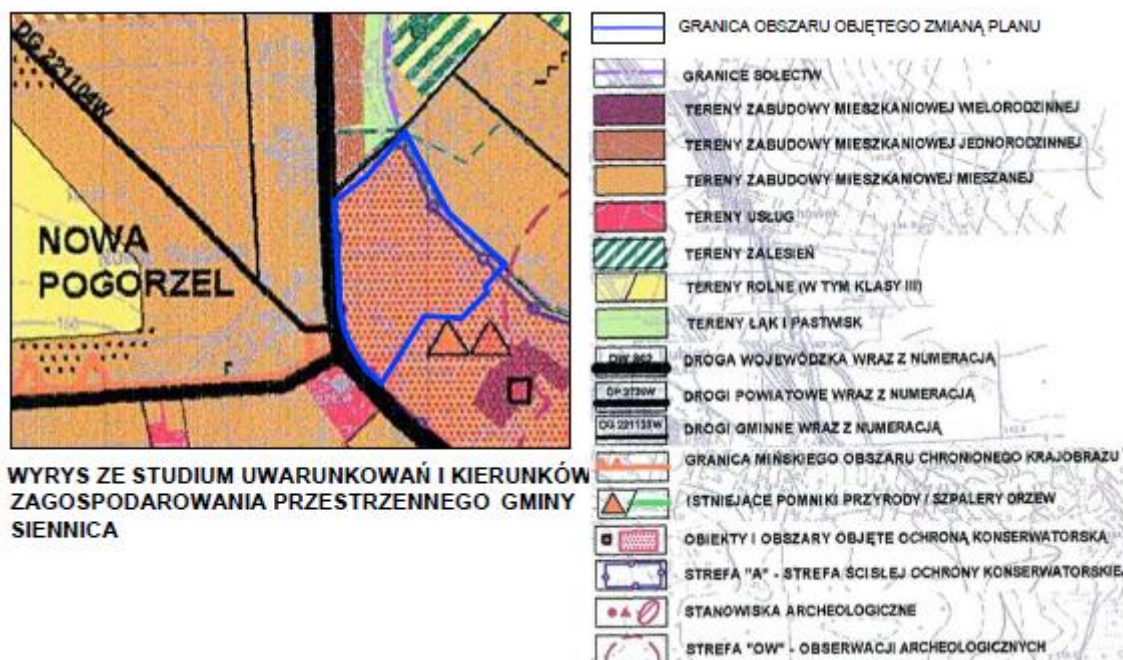 DG 221104W
NOWA
POGORZEL
WYRYS ZE STUDIUM UWARUNKOWAŃ I KIERUNKÓW
ZAGOSPODAROWANIA PRZESTRZENNEGO GMINY
SIENNICA
GRANICA OBSZARU OBJĘTEGO ZMIANĄ PLANU
GRANICE SOŁECTW
TERENY ZABUDOWY MIESZKANIOWEJ WIELORODZINNEJ
TERENY ZABUDOWY MIESZKANIOWEJ JEDNORODZINNEJ
TERENY ZABUDOWY MIESZKANIOWEJ MIESZANEJ
TERENY USŁUG
TERENY ZALESIEŃ
TERENY ROLNE (W TYM KLASY III)
TERENY ŁĄK I PASTWISK
DW 802
DROGA WOJEWÓDZKA WRAZ Z NUMERACJĄ
DROGI POWIATOWE WRAZ Z NUMERACJĄ
DG 221133W
DROGI GMINNE WRAZ Z NUMERACJĄ
GRANICA MIŃSKIEGO OBSZARU CHRONIONEGO KRAJOBRAZU
ISTNIEJĄCE POMNIKI PRZYRODY / SZPALERY DRZEW
OBIEKTY I OBSZARY OBJĘTE OCHRONĄ KONSERWATORSKĄ
STREFA "A" - STREFA ŚCISŁEJ OCHRONY KONSERWATORSKIEJ
STANOWISKA ARCHEOLOGICZNE
STREFA "OW" - OBSERWACJI ARCHEOLOGICZNYCH